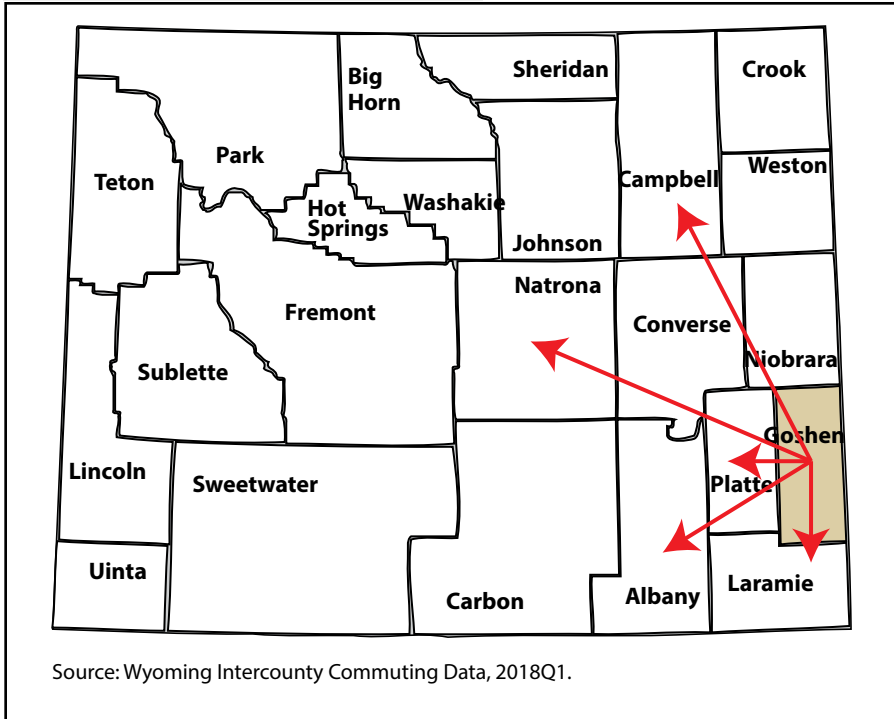 Sheridan
Crook
Big
Horn
Park
Weston
Teton
Campbell
Washakie
Hot
Springs
Johnson
Natrona
Fremont
Converse
Niobrara
Sublette
Goshen
Lincoln
Sweetwater
Platte
Uinta
Laramie
Carbon
Albany
Source: Wyoming Intercounty Commuting Data, 2018Q1.